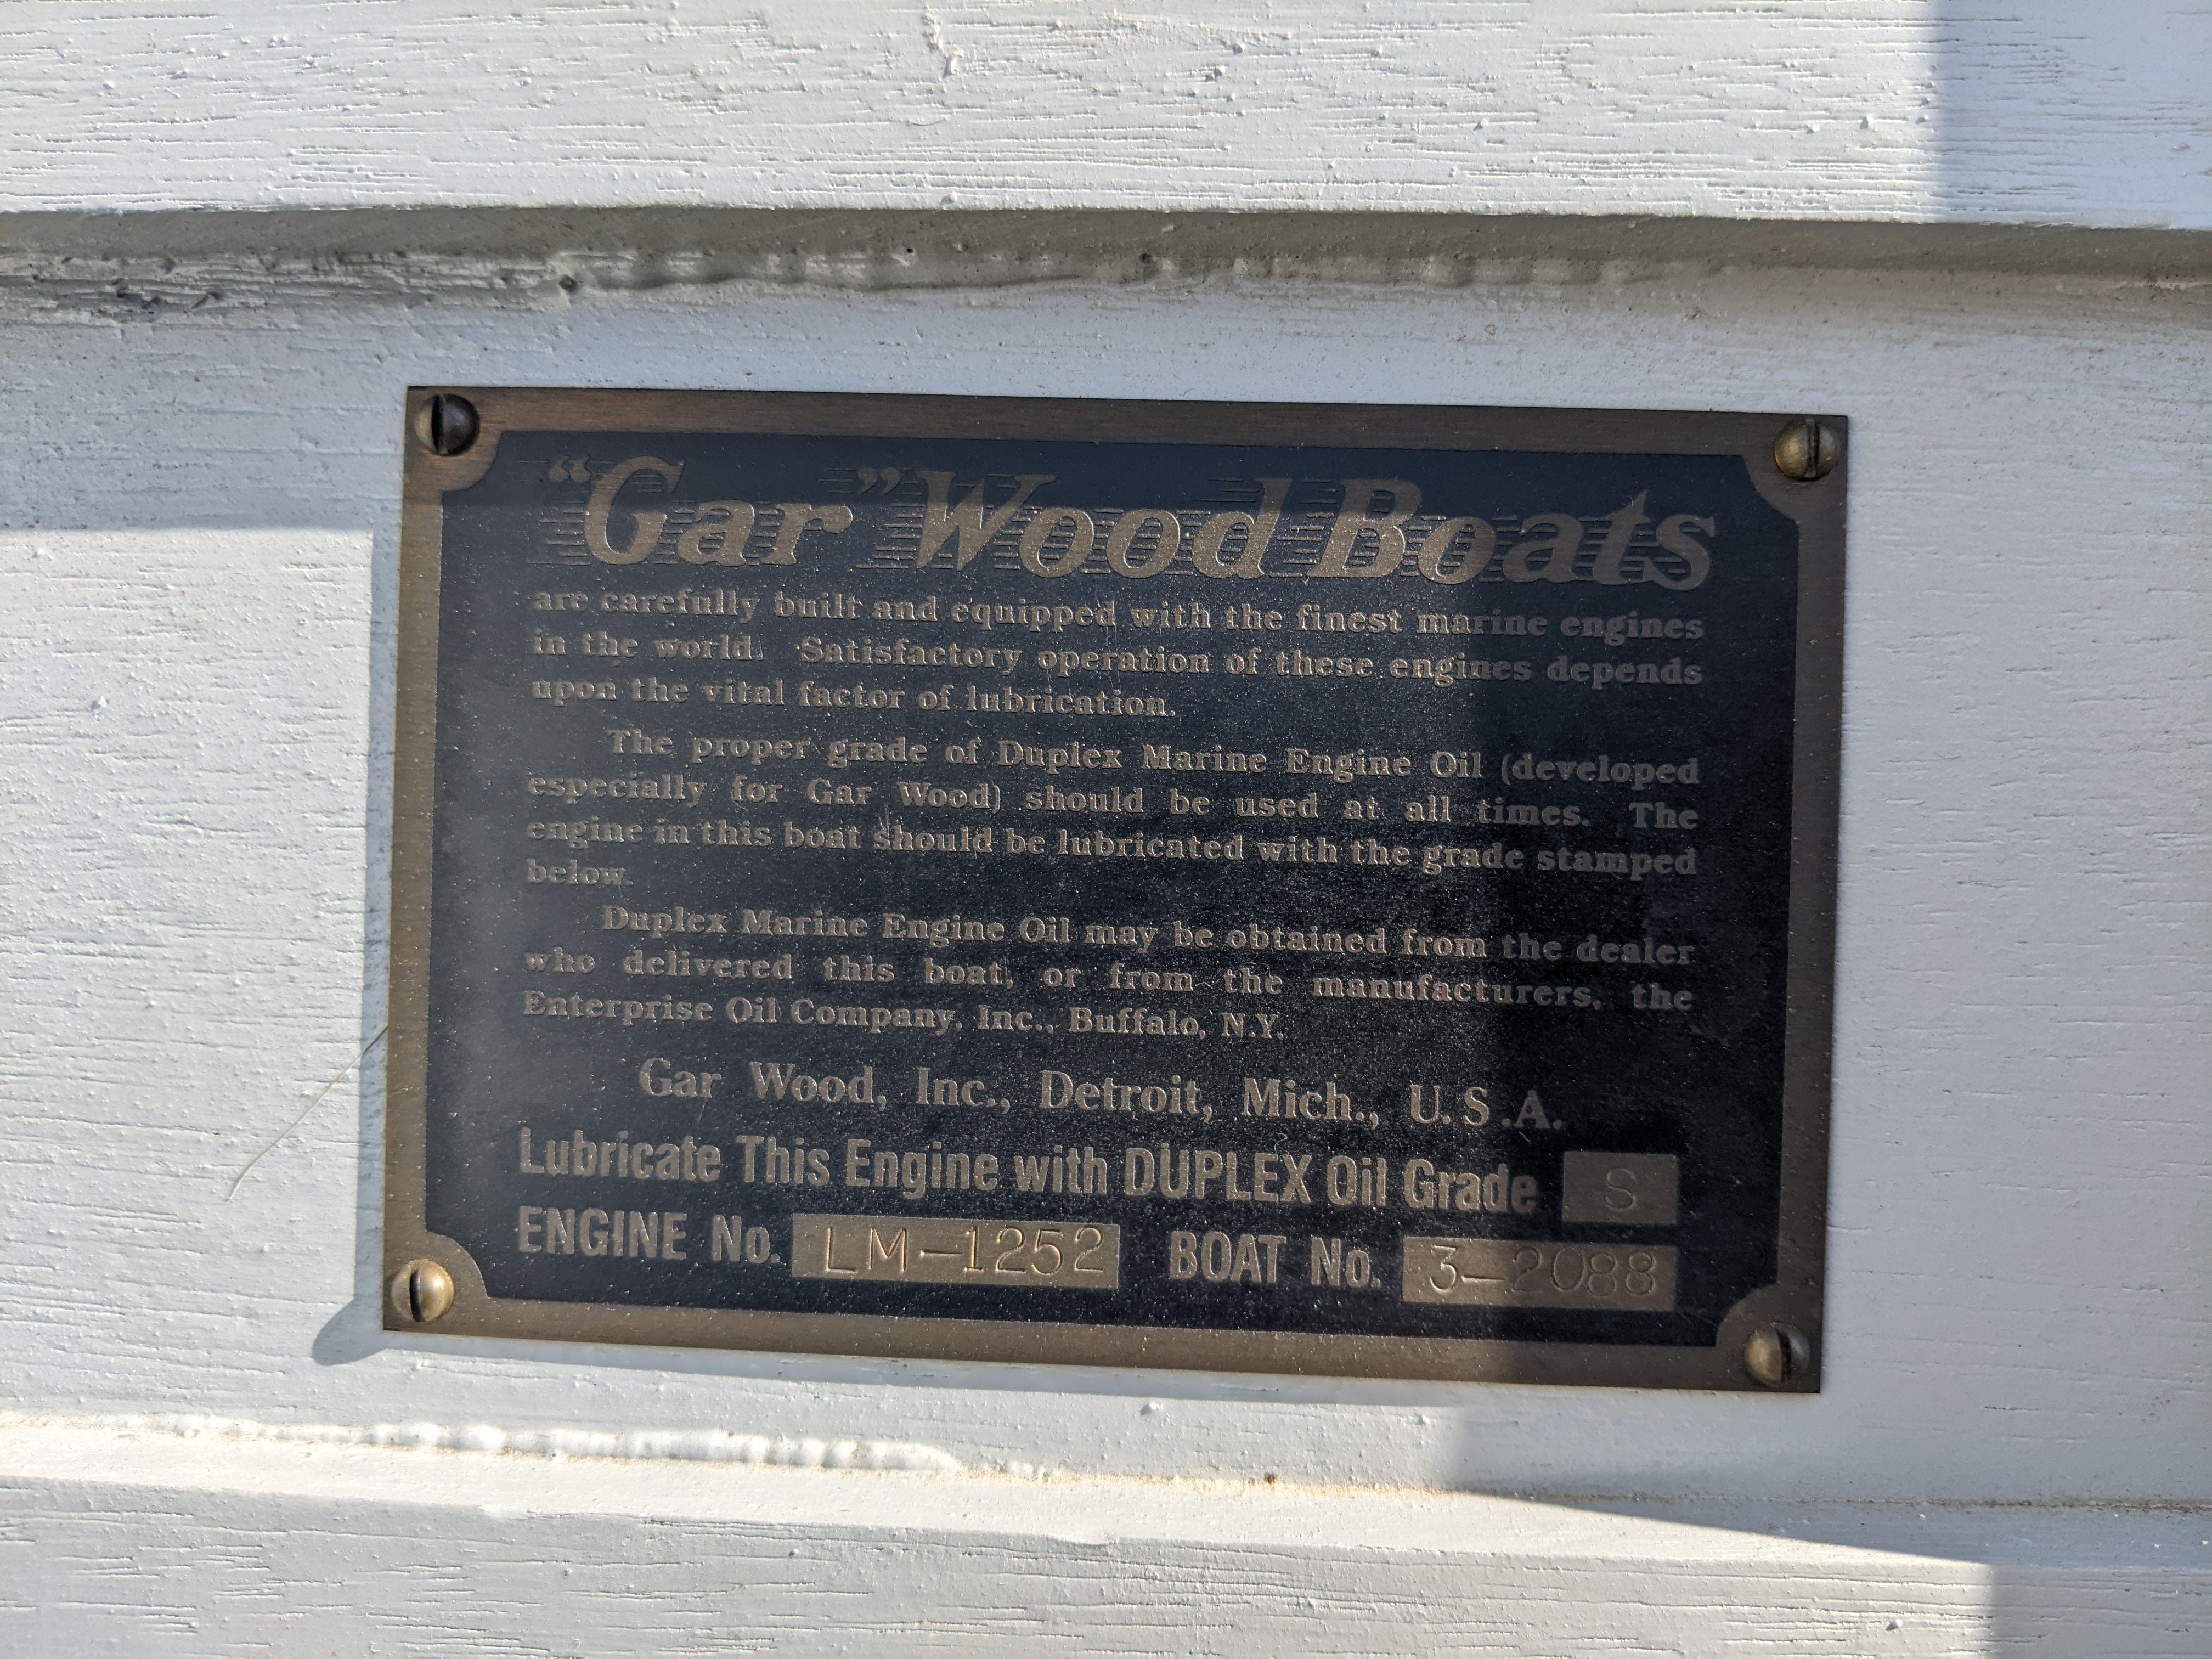 "Gar" Wood Boats
are carefully built and equipped with the finest marine engines
in the world. Satisfactory operation of these engines depends
upon the vital factor of lubrication.
The proper grade of Duplex Marine Engine Oil (developed
especially for Gar Wood) should be used at all times. The
engine in this boat should be lubricated with the grade stamped
below.
Duplex Marine Engine Oil may be obtained from the dealer
who delivered this boat, or from the manufacturers, the
Enterprise Oil Company, Inc., Buffalo, N.Y.
Gar Wood, Inc., Detroit, Mich., U.S.A.
Lubricate This Engine with DUPLEX Oil Grade S
ENGINE No. LM-1252 BOAT No. 3-2088